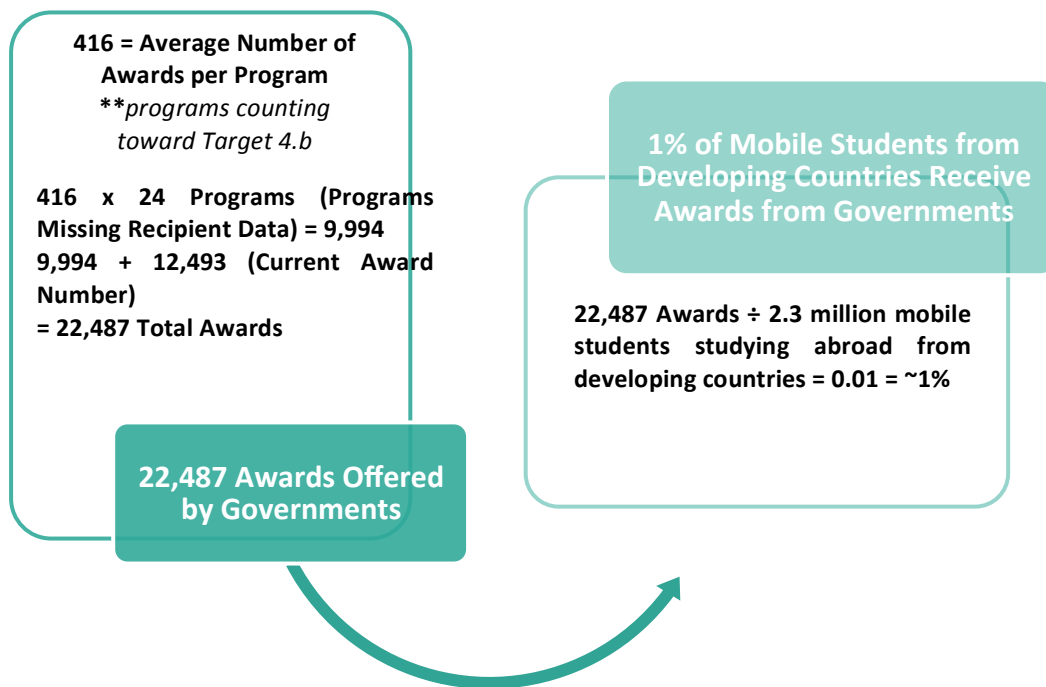 416 = Average Number of
Awards per Program
**programs counting
toward Target 4.b
416 x 24 Programs (Programs
Missing Recipient Data) = 9,994
9,994 + 12,493 (Current Award
Number)
= 22,487 Total Awards
22,487 Awards Offered
by Governments
1% of Mobile Students from
Developing Countries Receive
Awards from Governments
22,487 Awards ÷ 2.3 million mobile
students studying abroad from
developing countries = 0.01 = ~1%